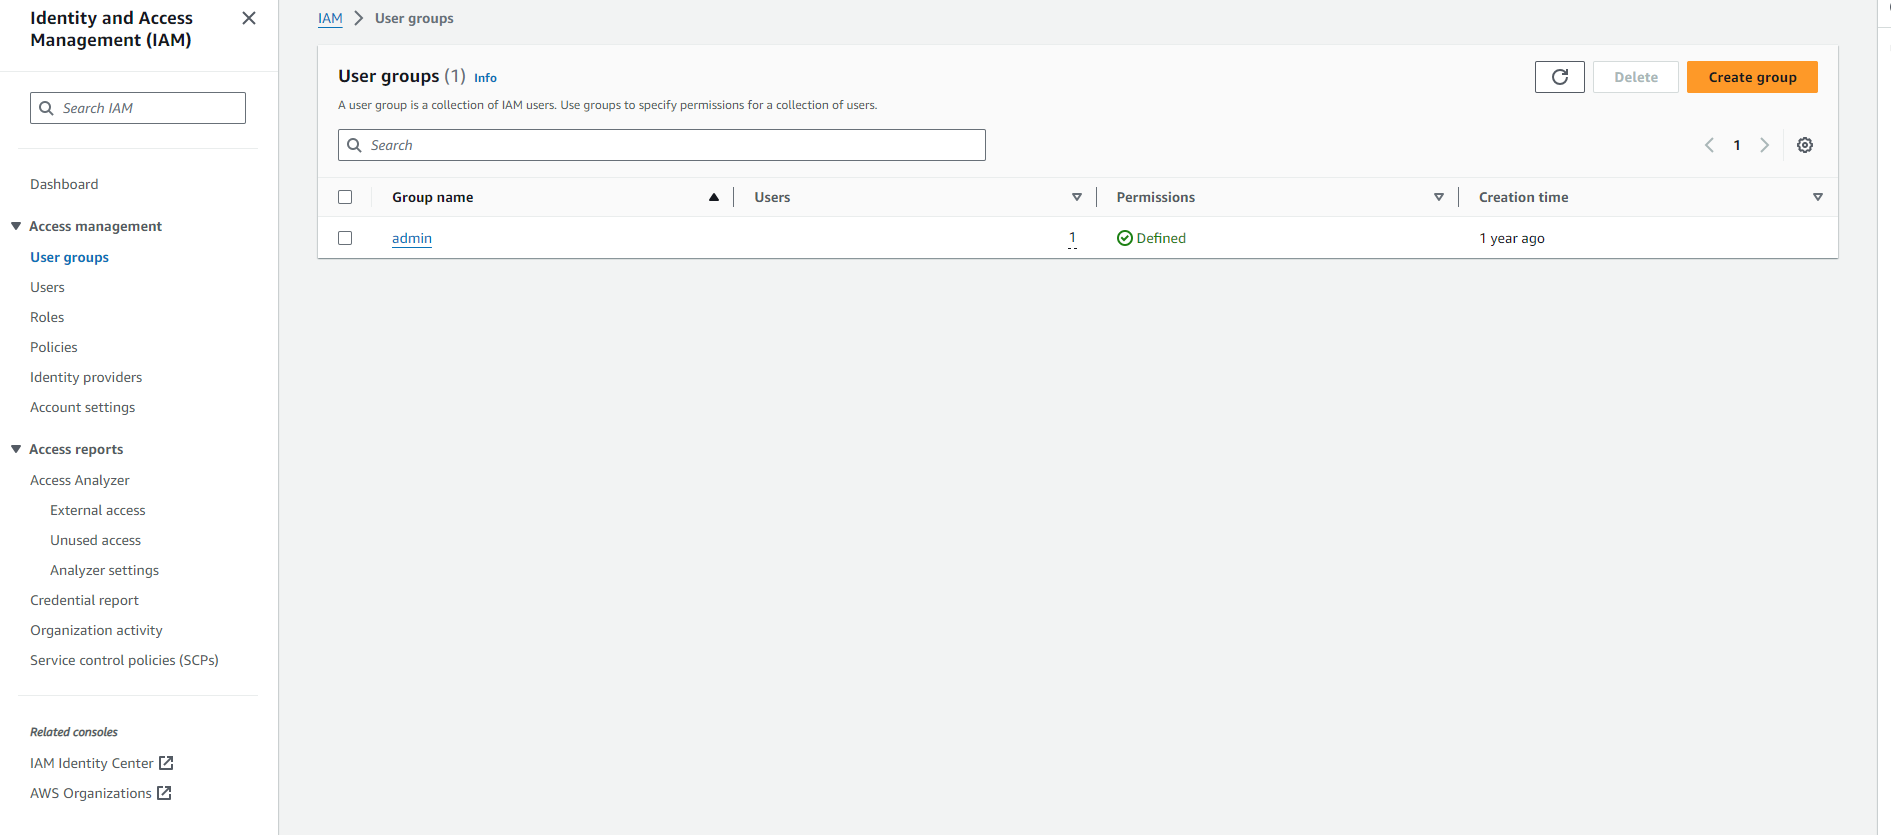 Identity and Access
Management (IAM)
Search IAM
Dashboard
Access management
User groups
Users
Roles
Policies
Identity providers
Account settings
Access reports
Access Analyzer
External access
Unused access
Analyzer settings
Credential report
Organization activity
Service control policies (SCPs)
Related consoles
IAM Identity Center
AWS Organizations
IAM > User groups
User groups (1) Info
A user group is a collection of IAM users. Use groups to specify permissions for a collection of users.
Delete
Create group
Search
1
Group name Users Permissions Creation time
admin 1 Defined 1 year ago